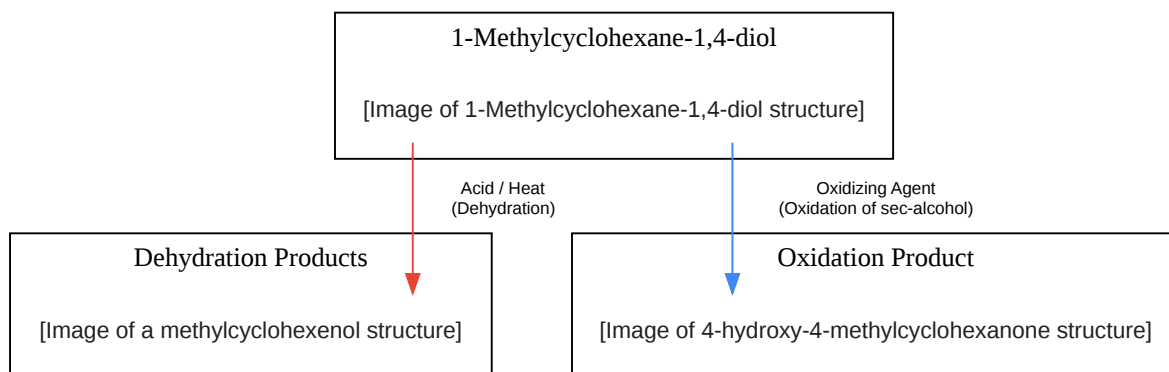 1-Methylcyclohexane-1,4-diol
[Image of 1-Methylcyclohexane-1,4-diol structure]
Acid / Heat
(Dehydration)
Oxidizing Agent
(Oxidation of sec-alcohol)
Dehydration Products
[Image of a methylcyclohexenol structure]
Oxidation Product
[Image of 4-hydroxy-4-methylcyclohexanone structure]